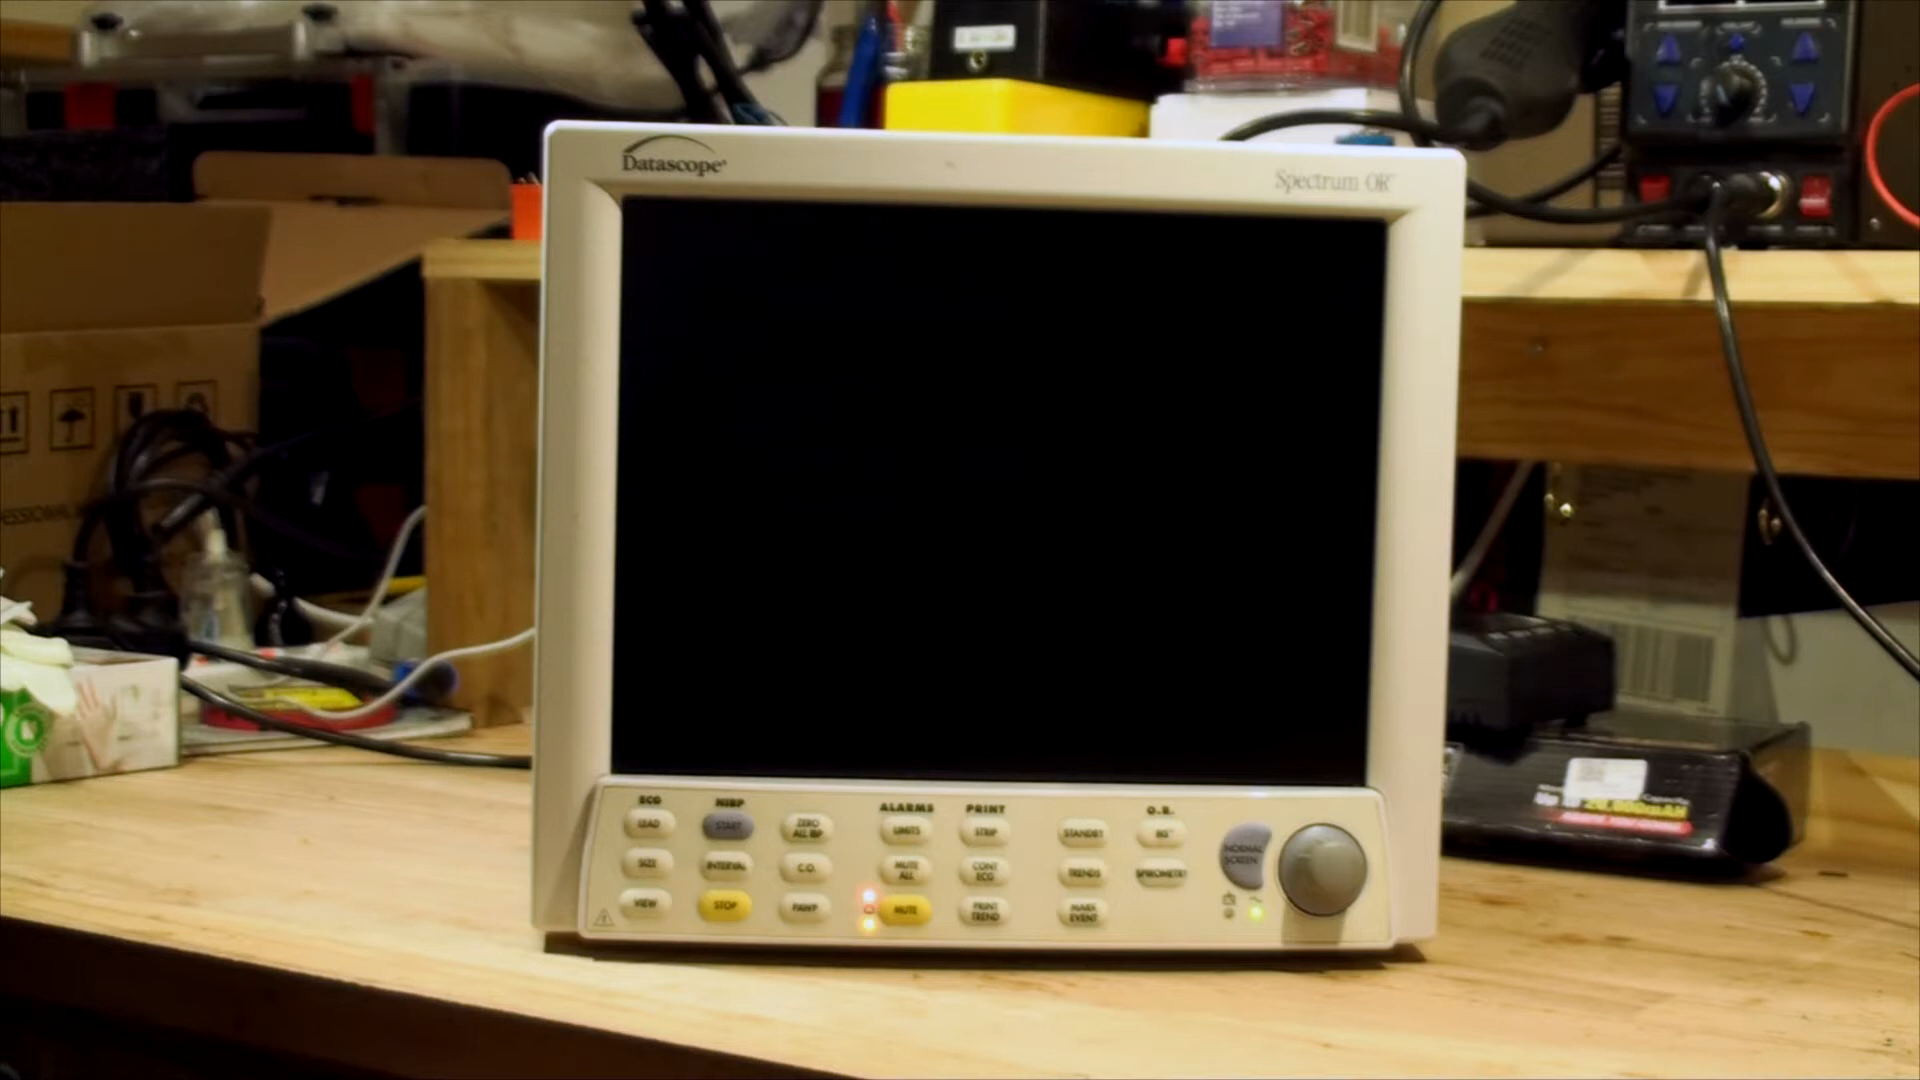 Datascope
Spectrum OR
ECG
NIBP
ALARMS
PRINT
O.R.
LEAD
START
ZERO
ALL IBP
LIMITS
STRIP
STANDBY
NORMAL
SCREEN
SIZE
INTERVAL
C.O.
MUTE
ALL
CONT
ECG
TRENDS
SPIROMETRY
VIEW
STOP
PAWP
MUTE
PRINT
TREND
MARK
EVENT